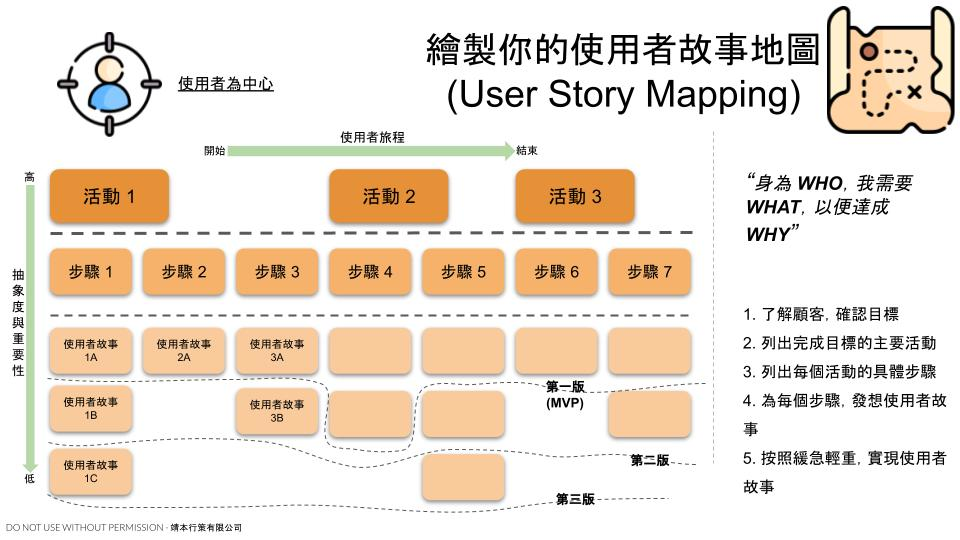 繪製你的使用者故事地圖
(User Story Mapping)
使用者為中心
使用者旅程
開始
結束
高
抽象度與重要性
低
活動 1
活動 2
活動 3
步驟 1
步驟 2
步驟 3
步驟 4
步驟 5
步驟 6
步驟 7
使用者故事
1A
使用者故事
2A
使用者故事
3A
第一版
(MVP)
使用者故事
1B
使用者故事
3B
第二版
使用者故事
1C
第三版
“身為 WHO, 我需要
WHAT, 以便達成
WHY”
1. 了解顧客, 確認目標
2. 列出完成目標的主要活動
3. 列出每個活動的具體步驟
4. 為每個步驟, 發想使用者故
事
5. 按照緩急輕重, 實現使用者
故事
DO NOT USE WITHOUT PERMISSION - 靖本行策有限公司